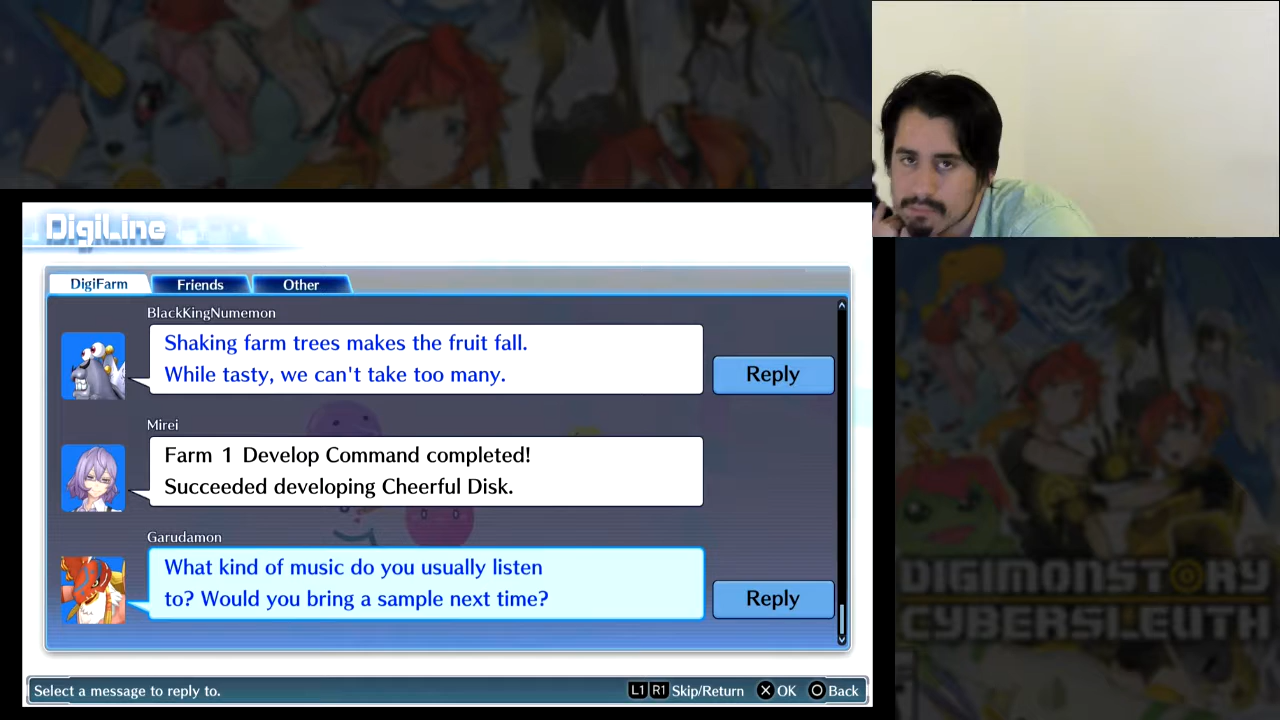 DigiLine
DigiFarm Friends Other
BlackKingNumemon
Shaking farm trees makes the fruit fall.
While tasty, we can't take too many.
Reply
Mirei
Farm 1 Develop Command completed!
Succeeded developing Cheerful Disk.
Garudamon
What kind of music do you usually listen
to? Would you bring a sample next time?
Reply
Select a message to reply to.
L1 R1 Skip/Return X OK O Back
DIGIMONSTORY
CYBERSLEUTH